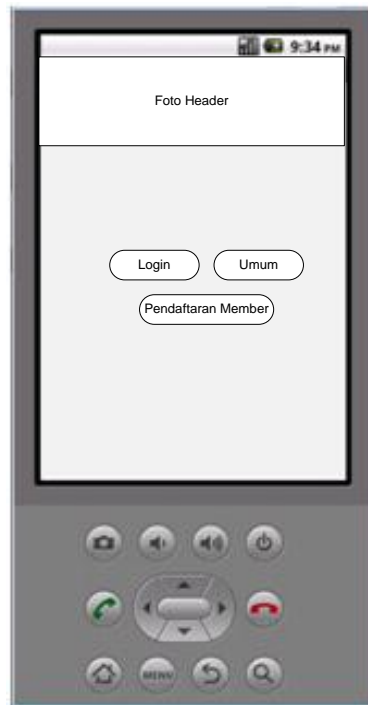 9:34 PM
Foto Header
Login Umum
Pendaftaran Member
MENU